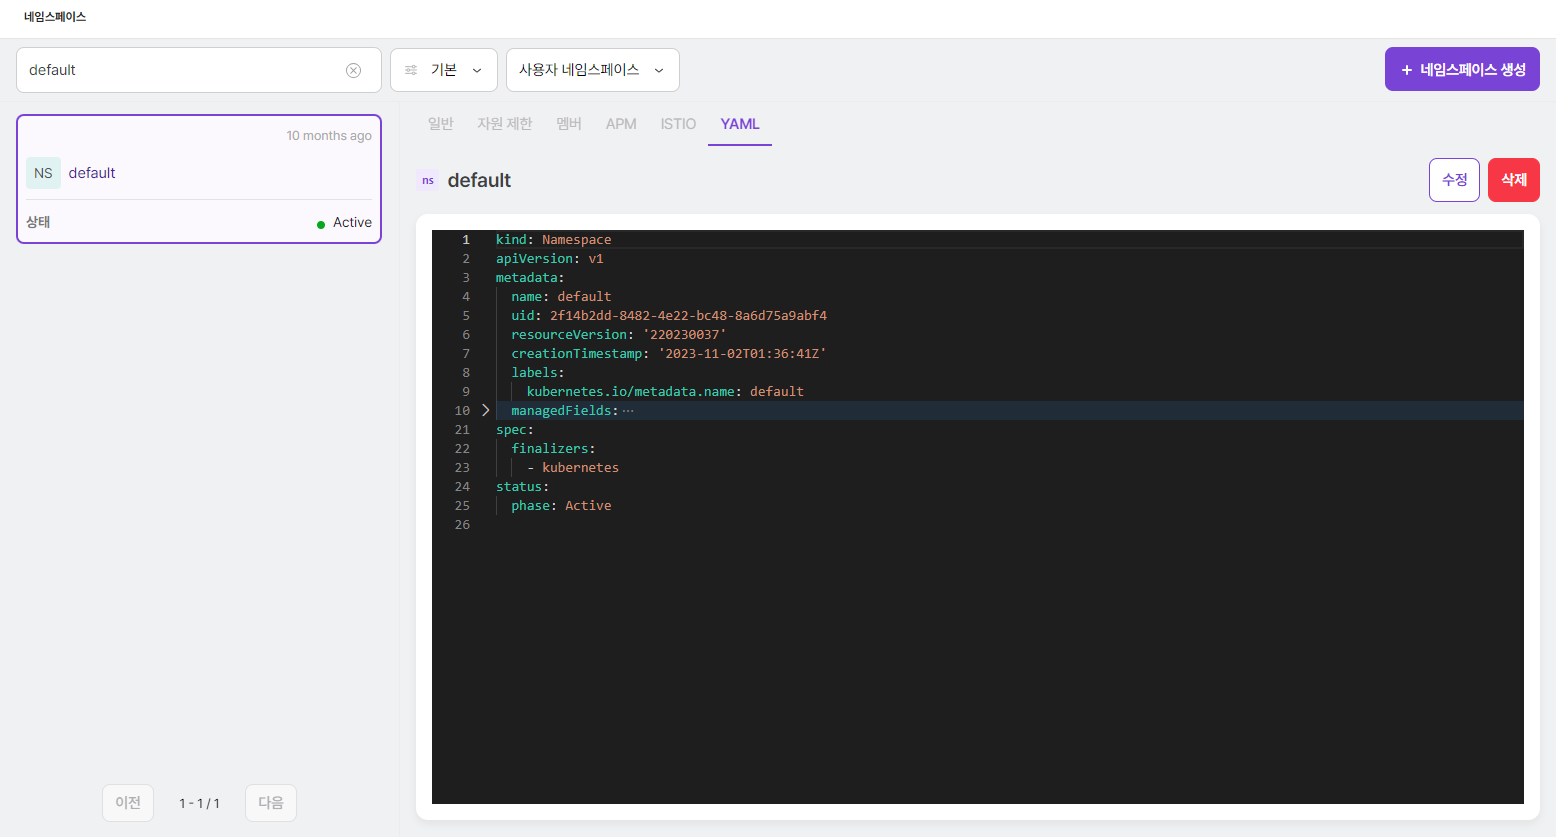 네임스페이스
default
기본
사용자 네임스페이스
+ 네임스페이스 생성
10 months ago
NS default
상태 Active
이전 1 - 1 / 1 다음
일반 자원 제한 멤버 APM ISTIO YAML
ns default
수정 삭제
1 kind: Namespace
2 apiVersion: v1
3 metadata:
4 name: default
5 uid: 2f14b2dd-8482-4e22-bc48-8a6d75a9abf4
6 resourceVersion: '220230037'
7 creationTimestamp: '2023-11-02T01:36:41Z'
8 labels:
9 kubernetes.io/metadata.name: default
10 managedFields: ···
21 spec:
22 finalizers:
23 - kubernetes
24 status:
25 phase: Active
26